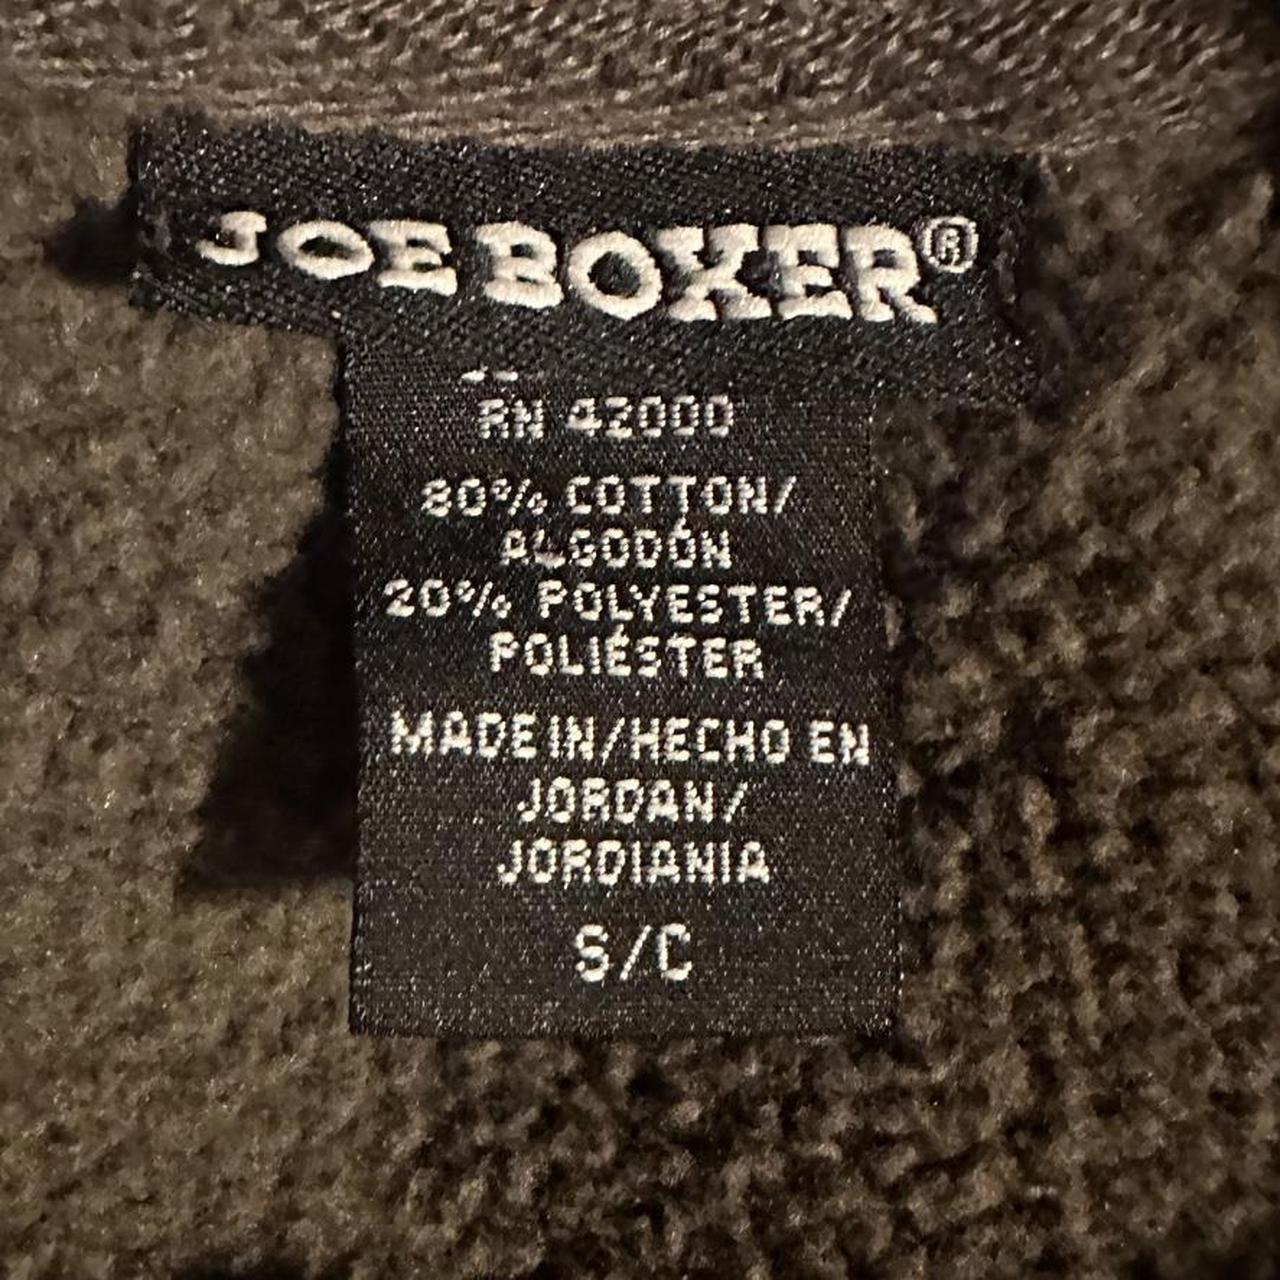 JOE BOXER®
RN 42000
80% COTTON/
ALGODÓN
20% POLYESTER/
POLIÉSTER
MADE IN/HECHO EN
JORDAN/
JORDIANIA
S/C